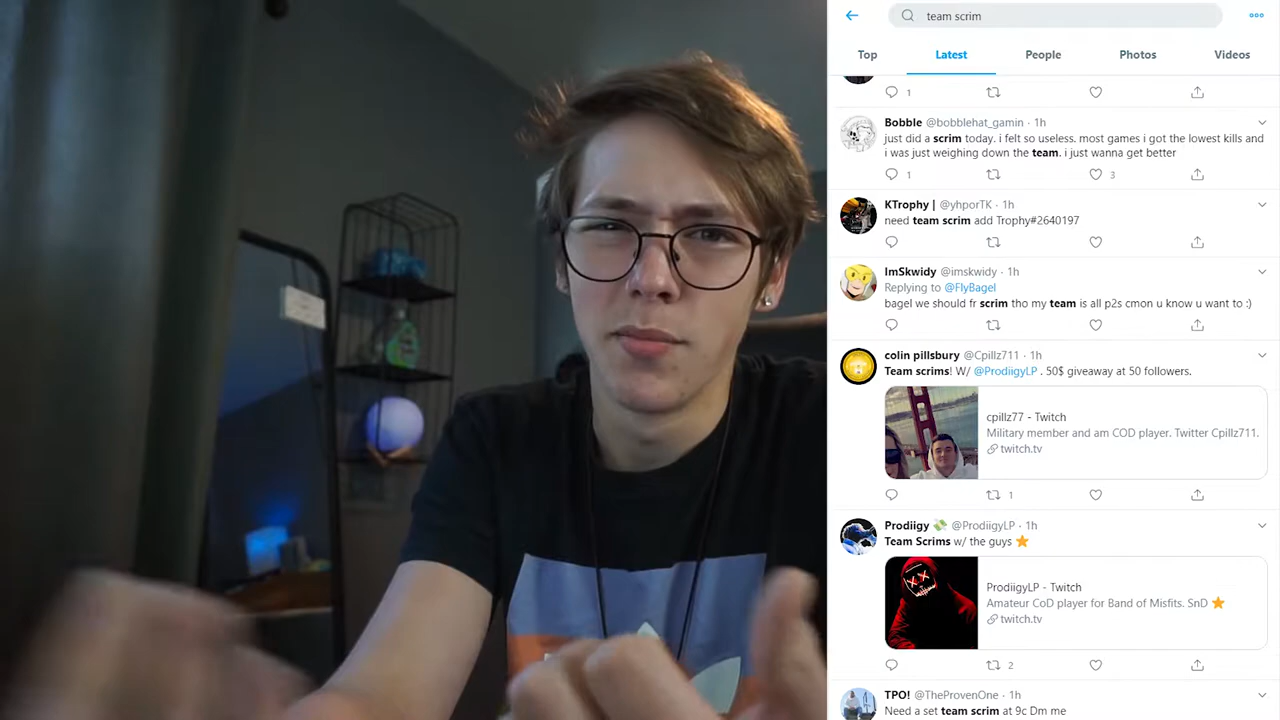 team scrim
Top
Latest
People
Photos
Videos
1
Bobble @bobblehat_gamin · 1h
just did a scrim today. i felt so useless. most games i got the lowest kills and
i was just weighing down the team. i just wanna get better
1
3
KTrophy | @yhporTK · 1h
need team scrim add Trophy#2640197
ImSkwidy @imskwidy · 1h
Replying to @FlyBagel
bagel we should fr scrim tho my team is all p2s cmon u know u want to :)
colin pillsbury @Cpillz711 · 1h
Team scrims! W/ @ProdiigyLP . 50$ giveaway at 50 followers.
cpillz77 - Twitch
Military member and am COD player. Twitter Cpillz711.
twitch.tv
1
Prodiigy 💸 @ProdiigyLP · 1h
Team Scrims w/ the guys ⭐
ProdiigyLP - Twitch
Amateur CoD player for Band of Misfits. SnD ⭐
twitch.tv
2
TPO! @TheProvenOne · 1h
Need a set team scrim at 9c Dm me